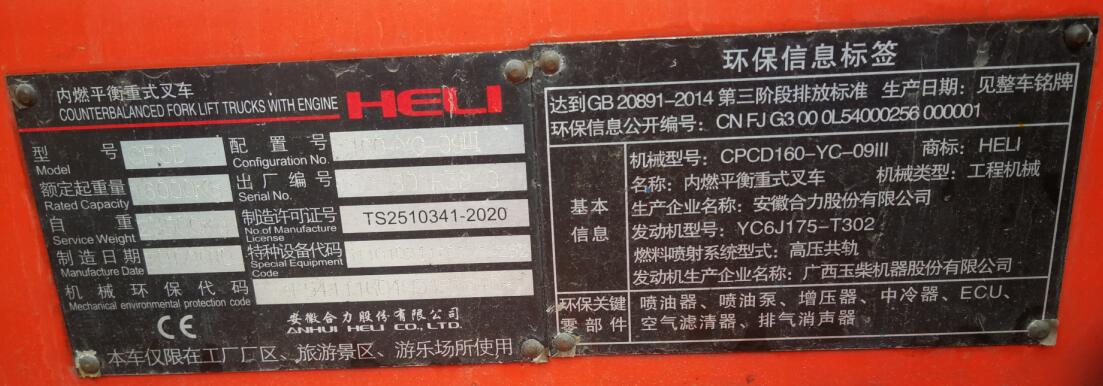 内燃平衡重式叉车
COUNTERBALANCED FORK LIFT TRUCKS WITH ENGINE
HELI
型 号
Model
配 置 号
Configuration No.
160-YC-09III
额定起重量
Rated Capacity
出 厂 编 号
Serial No.
自 重
Service Weight
制造许可证号
No.of Manufacture
License
TS2510341-2020
制造日期
Manufacture Date
特种设备代码
Special Equipment
Code
机 械 环 保 代 码
Mechanical environmental protection code
CE
安徽合力股份有限公司
ANHUI HELI CO.,LTD.
本车仅限在工厂厂区、旅游景区、游乐场所使用
环保信息标签
达到GB 20891-2014 第三阶段排放标准 生产日期：见整车铭牌
环保信息公开编号：CN FJ G3 00 0L54000256 000001
基本
信息
机械型号：CPCD160-YC-09III 商标：HELI
名称：内燃平衡重式叉车 机械类型：工程机械
生产企业名称：安徽合力股份有限公司
发动机型号：YC6J175-T302
燃料喷射系统型式：高压共轨
发动机生产企业名称：广西玉柴机器股份有限公司
环保关键
零部件
喷油器、喷油泵、增压器、中冷器、ECU、
空气滤清器、排气消声器